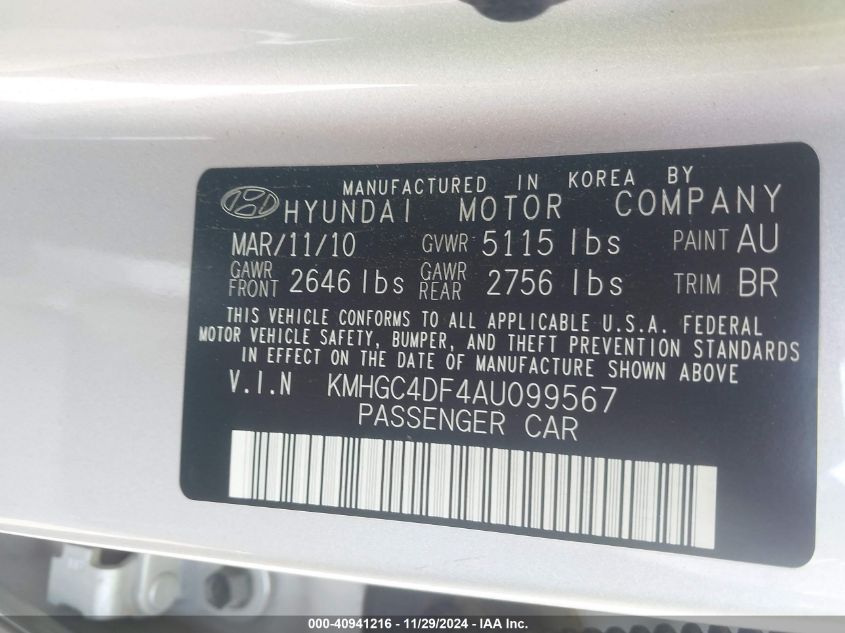 MANUFACTURED IN KOREA BY
HYUNDAI MOTOR COMPANY
MAR/11/10 GVWR 5115 lbs PAINT AU
GAWR FRONT 2646 lbs GAWR REAR 2756 lbs TRIM BR
THIS VEHICLE CONFORMS TO ALL APPLICABLE U.S.A. FEDERAL
MOTOR VEHICLE SAFETY, BUMPER, AND THEFT PREVENTION STANDARDS
IN EFFECT ON THE DATE OF MANUFACTURE SHOWN ABOVE
V.I.N KMHGC4DF4AU099567
PASSENGER CAR
000-40941216 - 11/29/2024 - IAA Inc.